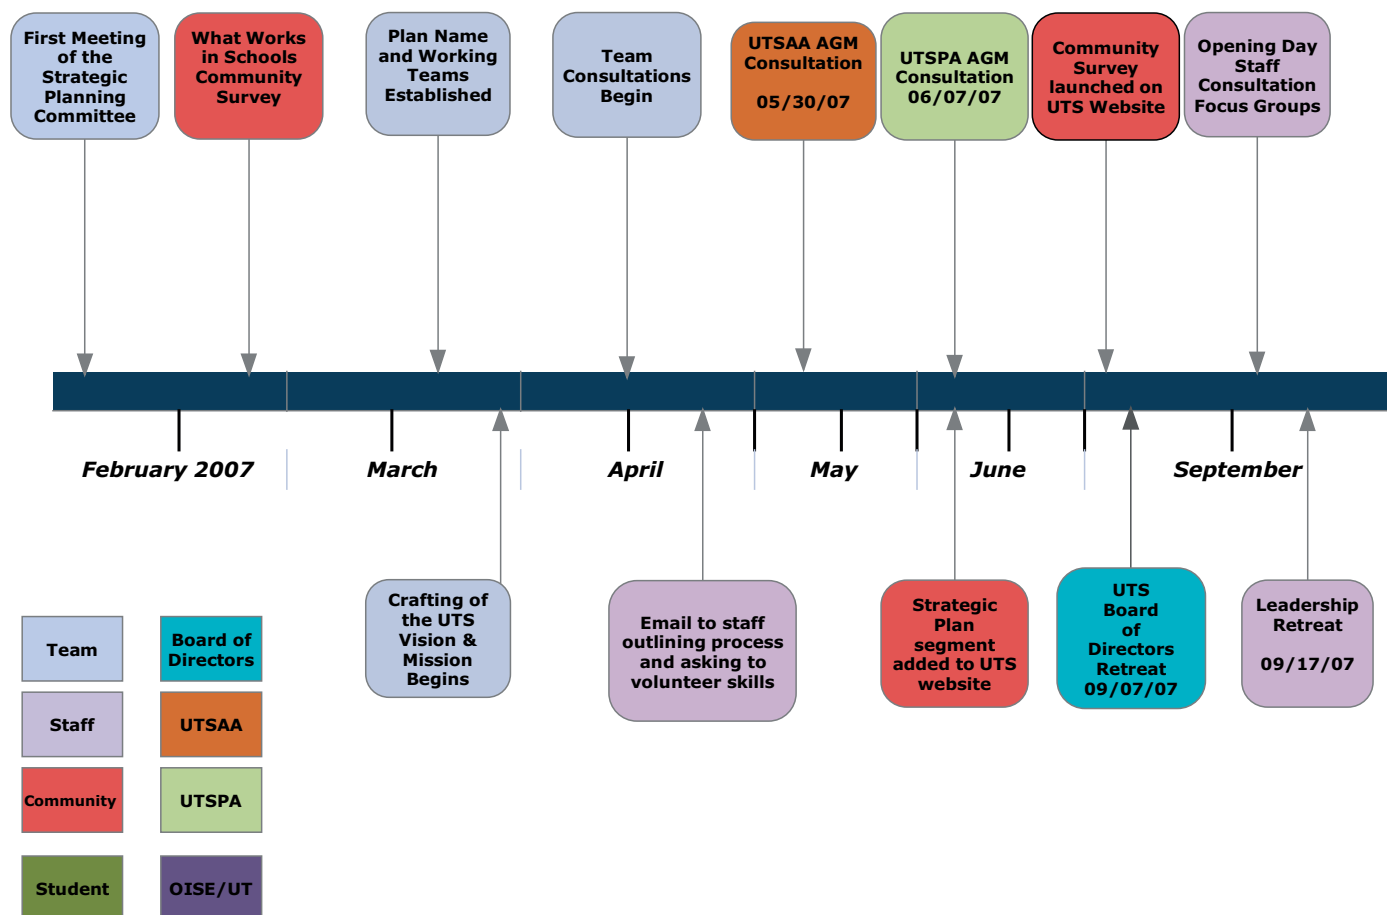 First Meeting
of the
Strategic
Planning
Committee
What Works
in Schools
Community
Survey
Plan Name
and Working
Teams
Established
Team
Consultations
Begin
UTSAA AGM
Consultation
05/30/07
UTSPA AGM
Consultation
06/07/07
Community
Survey
launched on
UTS Website
Opening Day
Staff
Consultation
Focus Groups
February 2007
March
April
May
June
September
Crafting of
the UTS
Vision &
Mission
Begins
Email to staff
outlining process
and asking to
volunteer skills
Strategic
Plan
segment
added to UTS
website
UTS
Board
of
Directors
Retreat
09/07/07
Leadership
Retreat
09/17/07
Team
Board of
Directors
Staff
UTSAA
Community
UTSPA
Student
OISE/UT